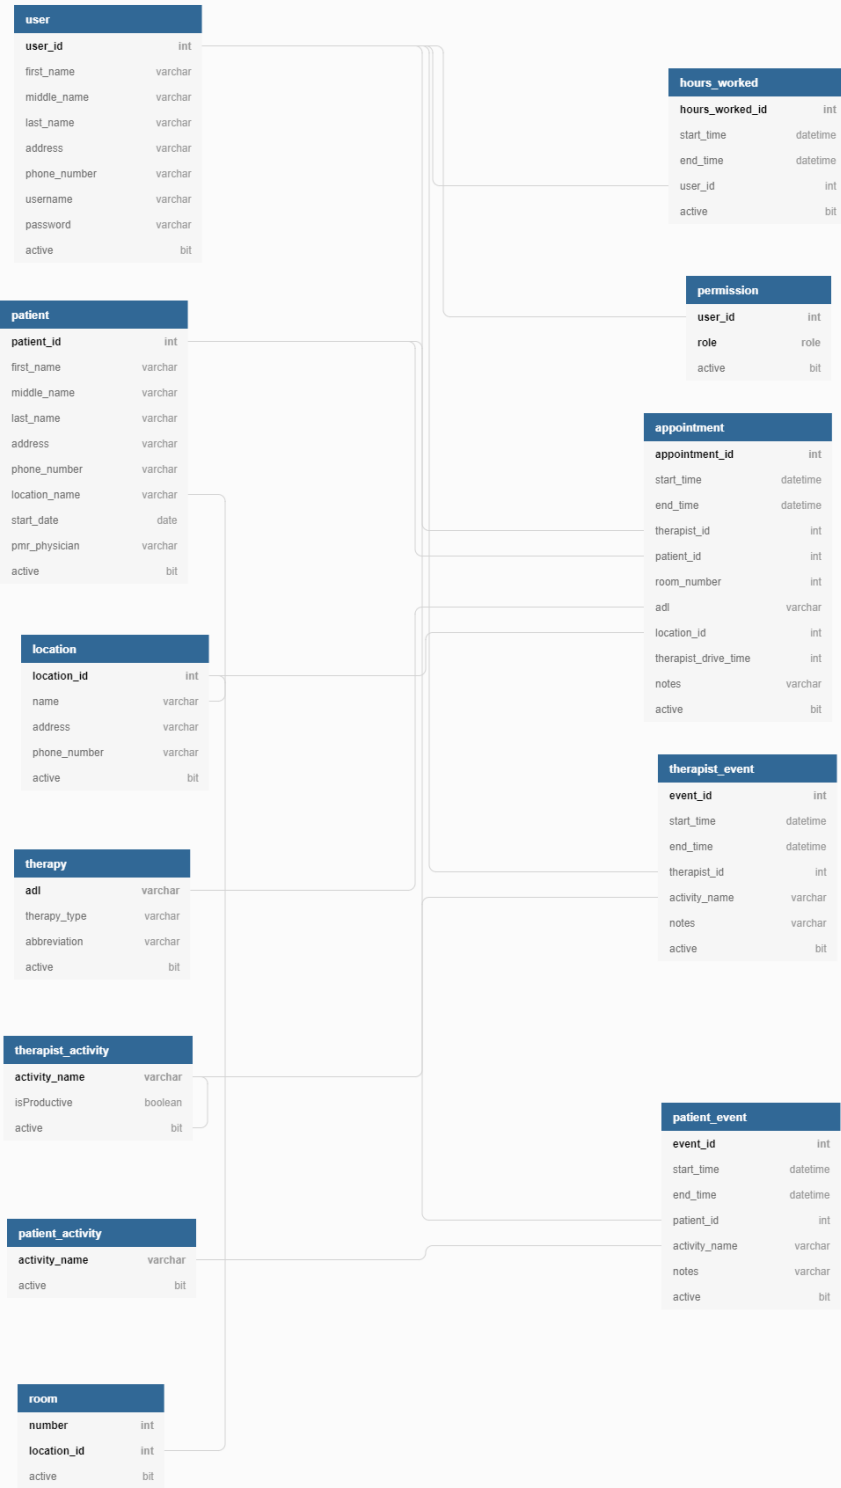 user
user_id int
first_name varchar
middle_name varchar
last_name varchar
address varchar
phone_number varchar
username varchar
password varchar
active bit
patient
patient_id int
first_name varchar
middle_name varchar
last_name varchar
address varchar
phone_number varchar
location_name varchar
start_date date
pmr_physician varchar
active bit
location
location_id int
name varchar
address varchar
phone_number varchar
active bit
therapy
adl varchar
therapy_type varchar
abbreviation varchar
active bit
therapist_activity
activity_name varchar
isProductive boolean
active bit
patient_activity
activity_name varchar
active bit
room
number int
location_id int
active bit
hours_worked
hours_worked_id int
start_time datetime
end_time datetime
user_id int
active bit
permission
user_id int
role role
active bit
appointment
appointment_id int
start_time datetime
end_time datetime
therapist_id int
patient_id int
room_number int
adl varchar
location_id int
therapist_drive_time int
notes varchar
active bit
therapist_event
event_id int
start_time datetime
end_time datetime
therapist_id int
activity_name varchar
notes varchar
active bit
patient_event
event_id int
start_time datetime
end_time datetime
patient_id int
activity_name varchar
notes varchar
active bit